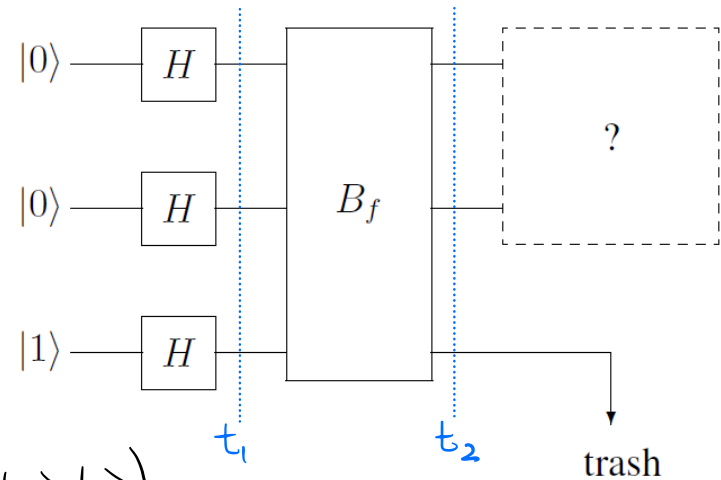 |0⟩ H
|0⟩ H B_f ?
|1⟩ H
t₁ t₂
trash